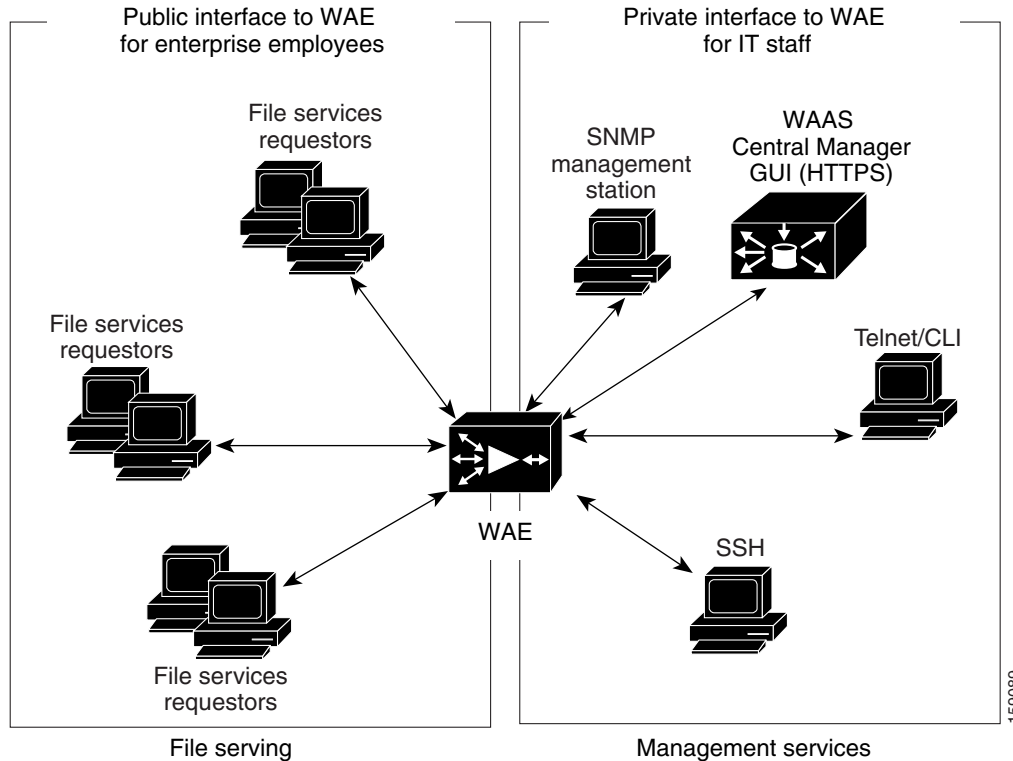 Public interface to WAE
for enterprise employees
Private interface to WAE
for IT staff
File services
requestors
SNMP
management
station
WAAS
Central Manager
GUI (HTTPS)
File services
requestors
Telnet/CLI
WAE
SSH
File services
requestors
File serving
Management services